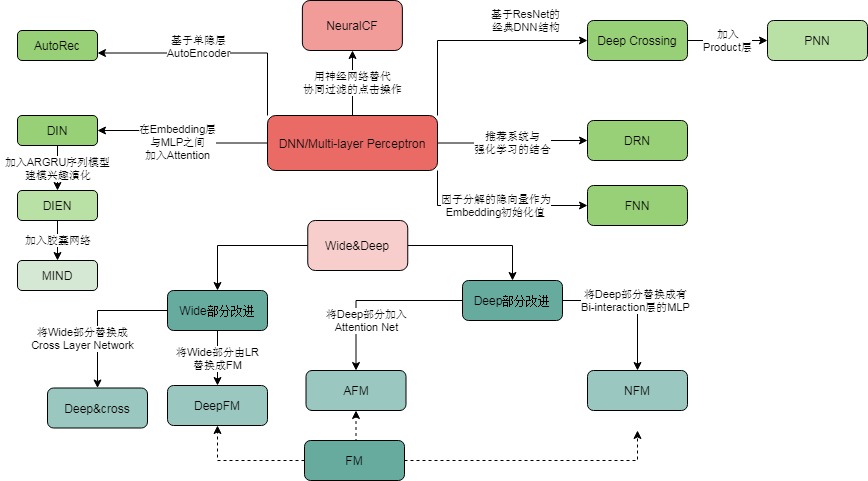 NeuralCF
AutoRec
基于单隐层
AutoEncoder
基于ResNet的
经典DNN结构
Deep Crossing
加入
Product层
PNN
用神经网络替代
协同过滤的点击操作
DIN
在Embedding层
与MLP之间
加入Attention
DNN/Multi-layer Perceptron
推荐系统与
强化学习的结合
DRN
加入ARGRU序列模型
建模兴趣演化
DIEN
因子分解的隐向量作为
Embedding初始化值
FNN
加入胶囊网络
MIND
Wide&Deep
Wide部分改进
Deep部分改进
将Deep部分替换成有
Bi-interaction层的MLP
将Deep部分加入
Attention Net
将Wide部分替换成
Cross Layer Network
将Wide部分由LR
替换成FM
Deep&cross
DeepFM
AFM
NFM
FM